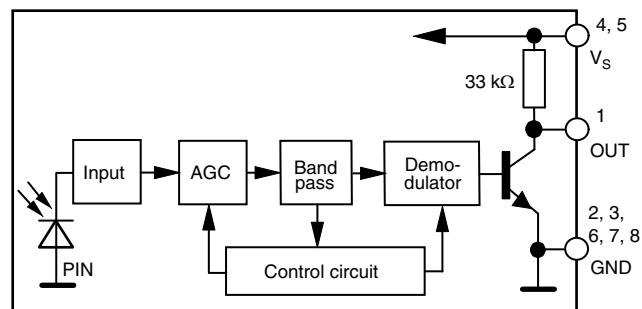 4, 5
V_S
33 kΩ
1
OUT
Input
AGC
Band
pass
Demo-
dulator
2, 3,
6, 7, 8
GND
PIN
Control circuit